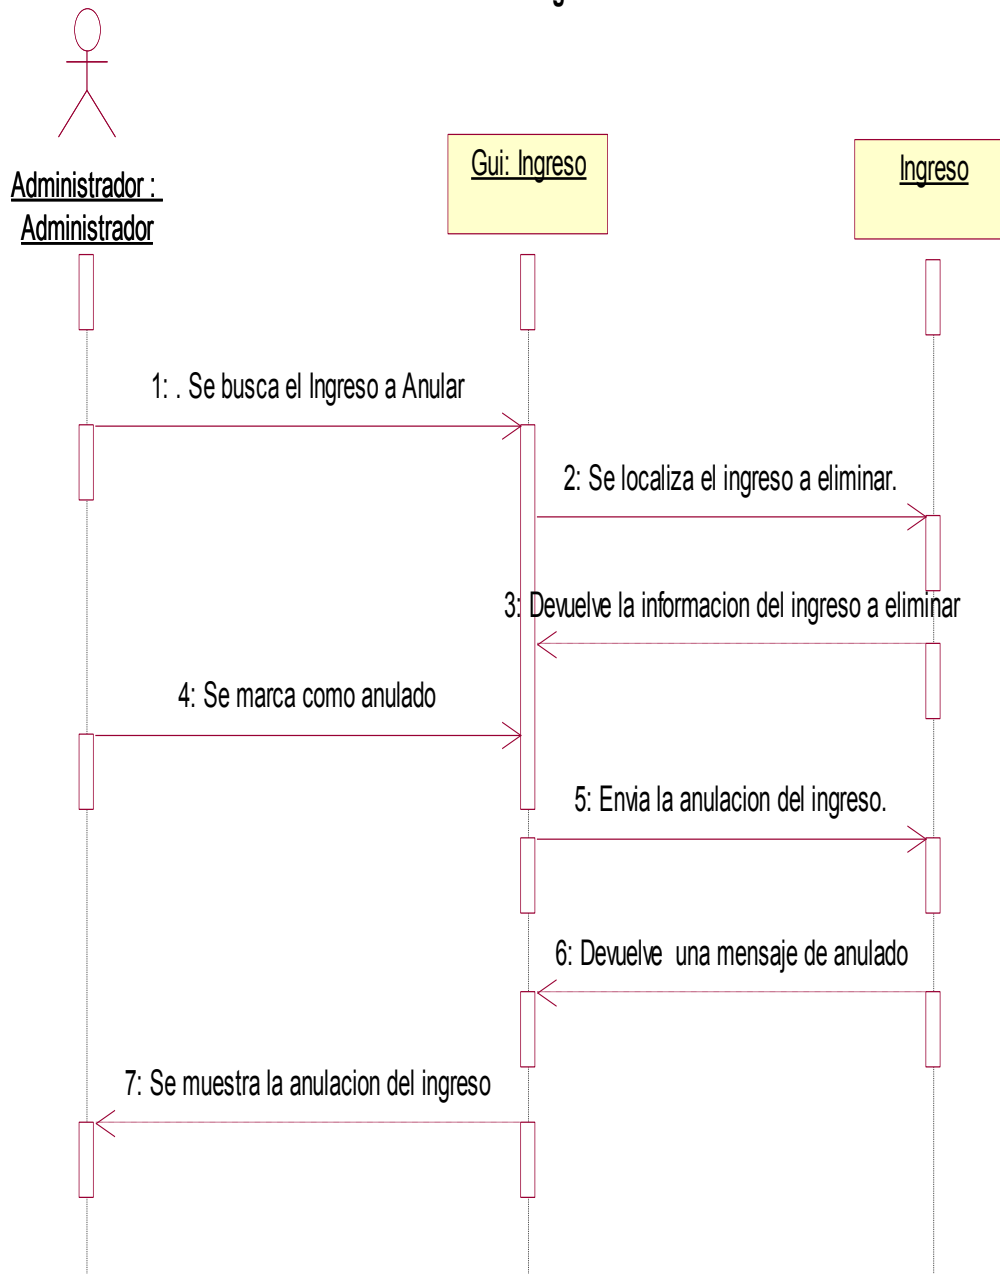 Administrador :
Administrador
Gui: Ingreso
Ingreso
1: . Se busca el Ingreso a Anular
2: Se localiza el ingreso a eliminar.
3: Devuelve la informacion del ingreso a eliminar
4: Se marca como anulado
5: Envia la anulacion del ingreso.
6: Devuelve una mensaje de anulado
7: Se muestra la anulacion del ingreso